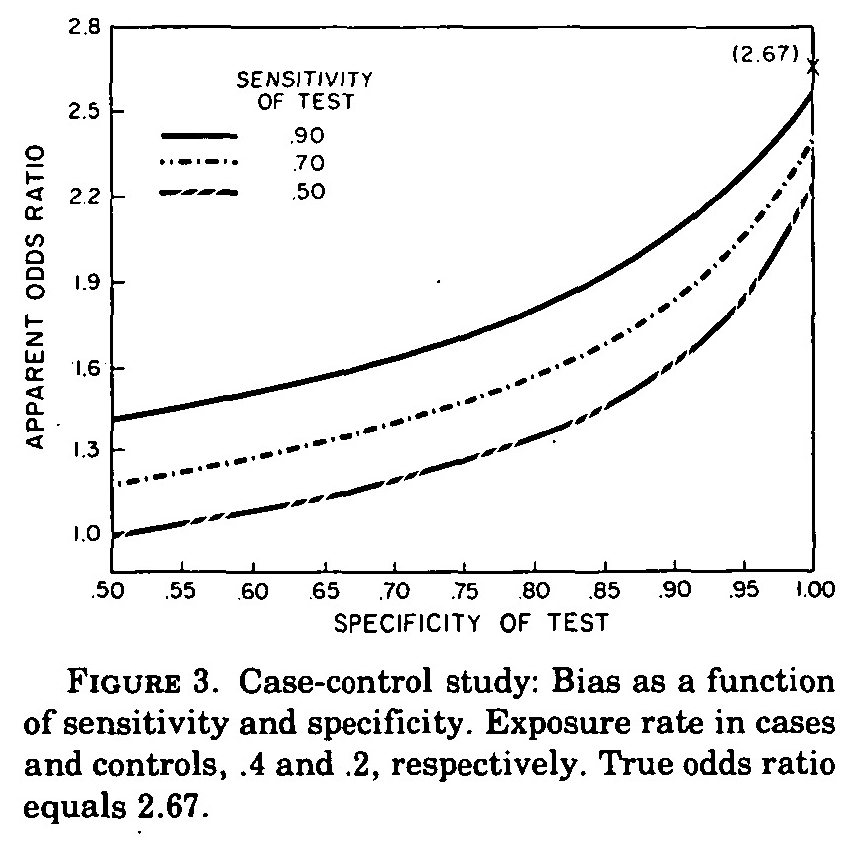 2.8
(2.67)
SENSITIVITY
OF TEST
.90
.70
.50
2.5
2.2
1.9
1.6
1.3
1.0
APPARENT ODDS RATIO
.50 .55 .60 .65 .70 .75 .80 .85 .90 .95 1.00
SPECIFICITY OF TEST
FIGURE 3. Case-control study: Bias as a function
of sensitivity and specificity. Exposure rate in cases
and controls, .4 and .2, respectively. True odds ratio
equals 2.67.